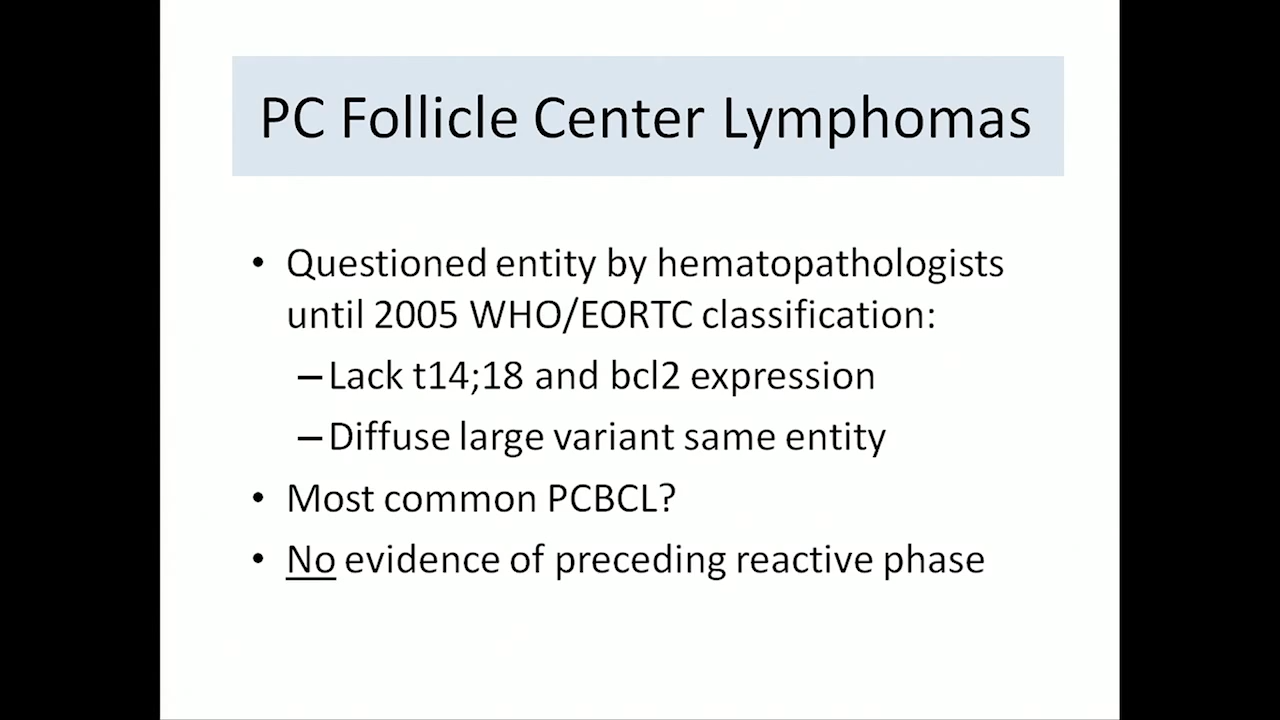 PC Follicle Center Lymphomas
• Questioned entity by hematopathologists
until 2005 WHO/EORTC classification:
– Lack t14;18 and bcl2 expression
– Diffuse large variant same entity
• Most common PCBCL?
• No evidence of preceding reactive phase